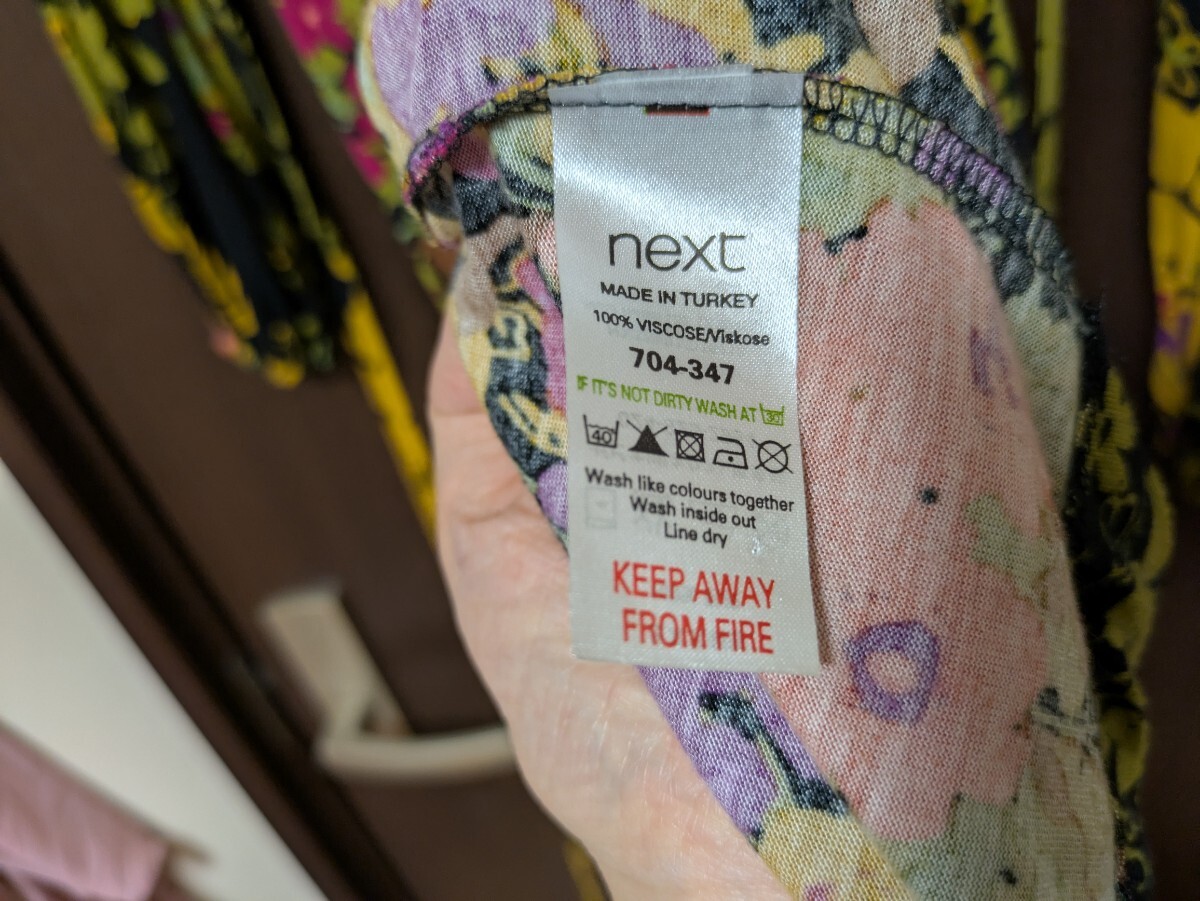 next
MADE IN TURKEY
100% VISCOSE/Viskose
704-347
IF IT'S NOT DIRTY WASH AT 30
40
Wash like colours together
Wash inside out
Line dry
KEEP AWAY
FROM FIRE